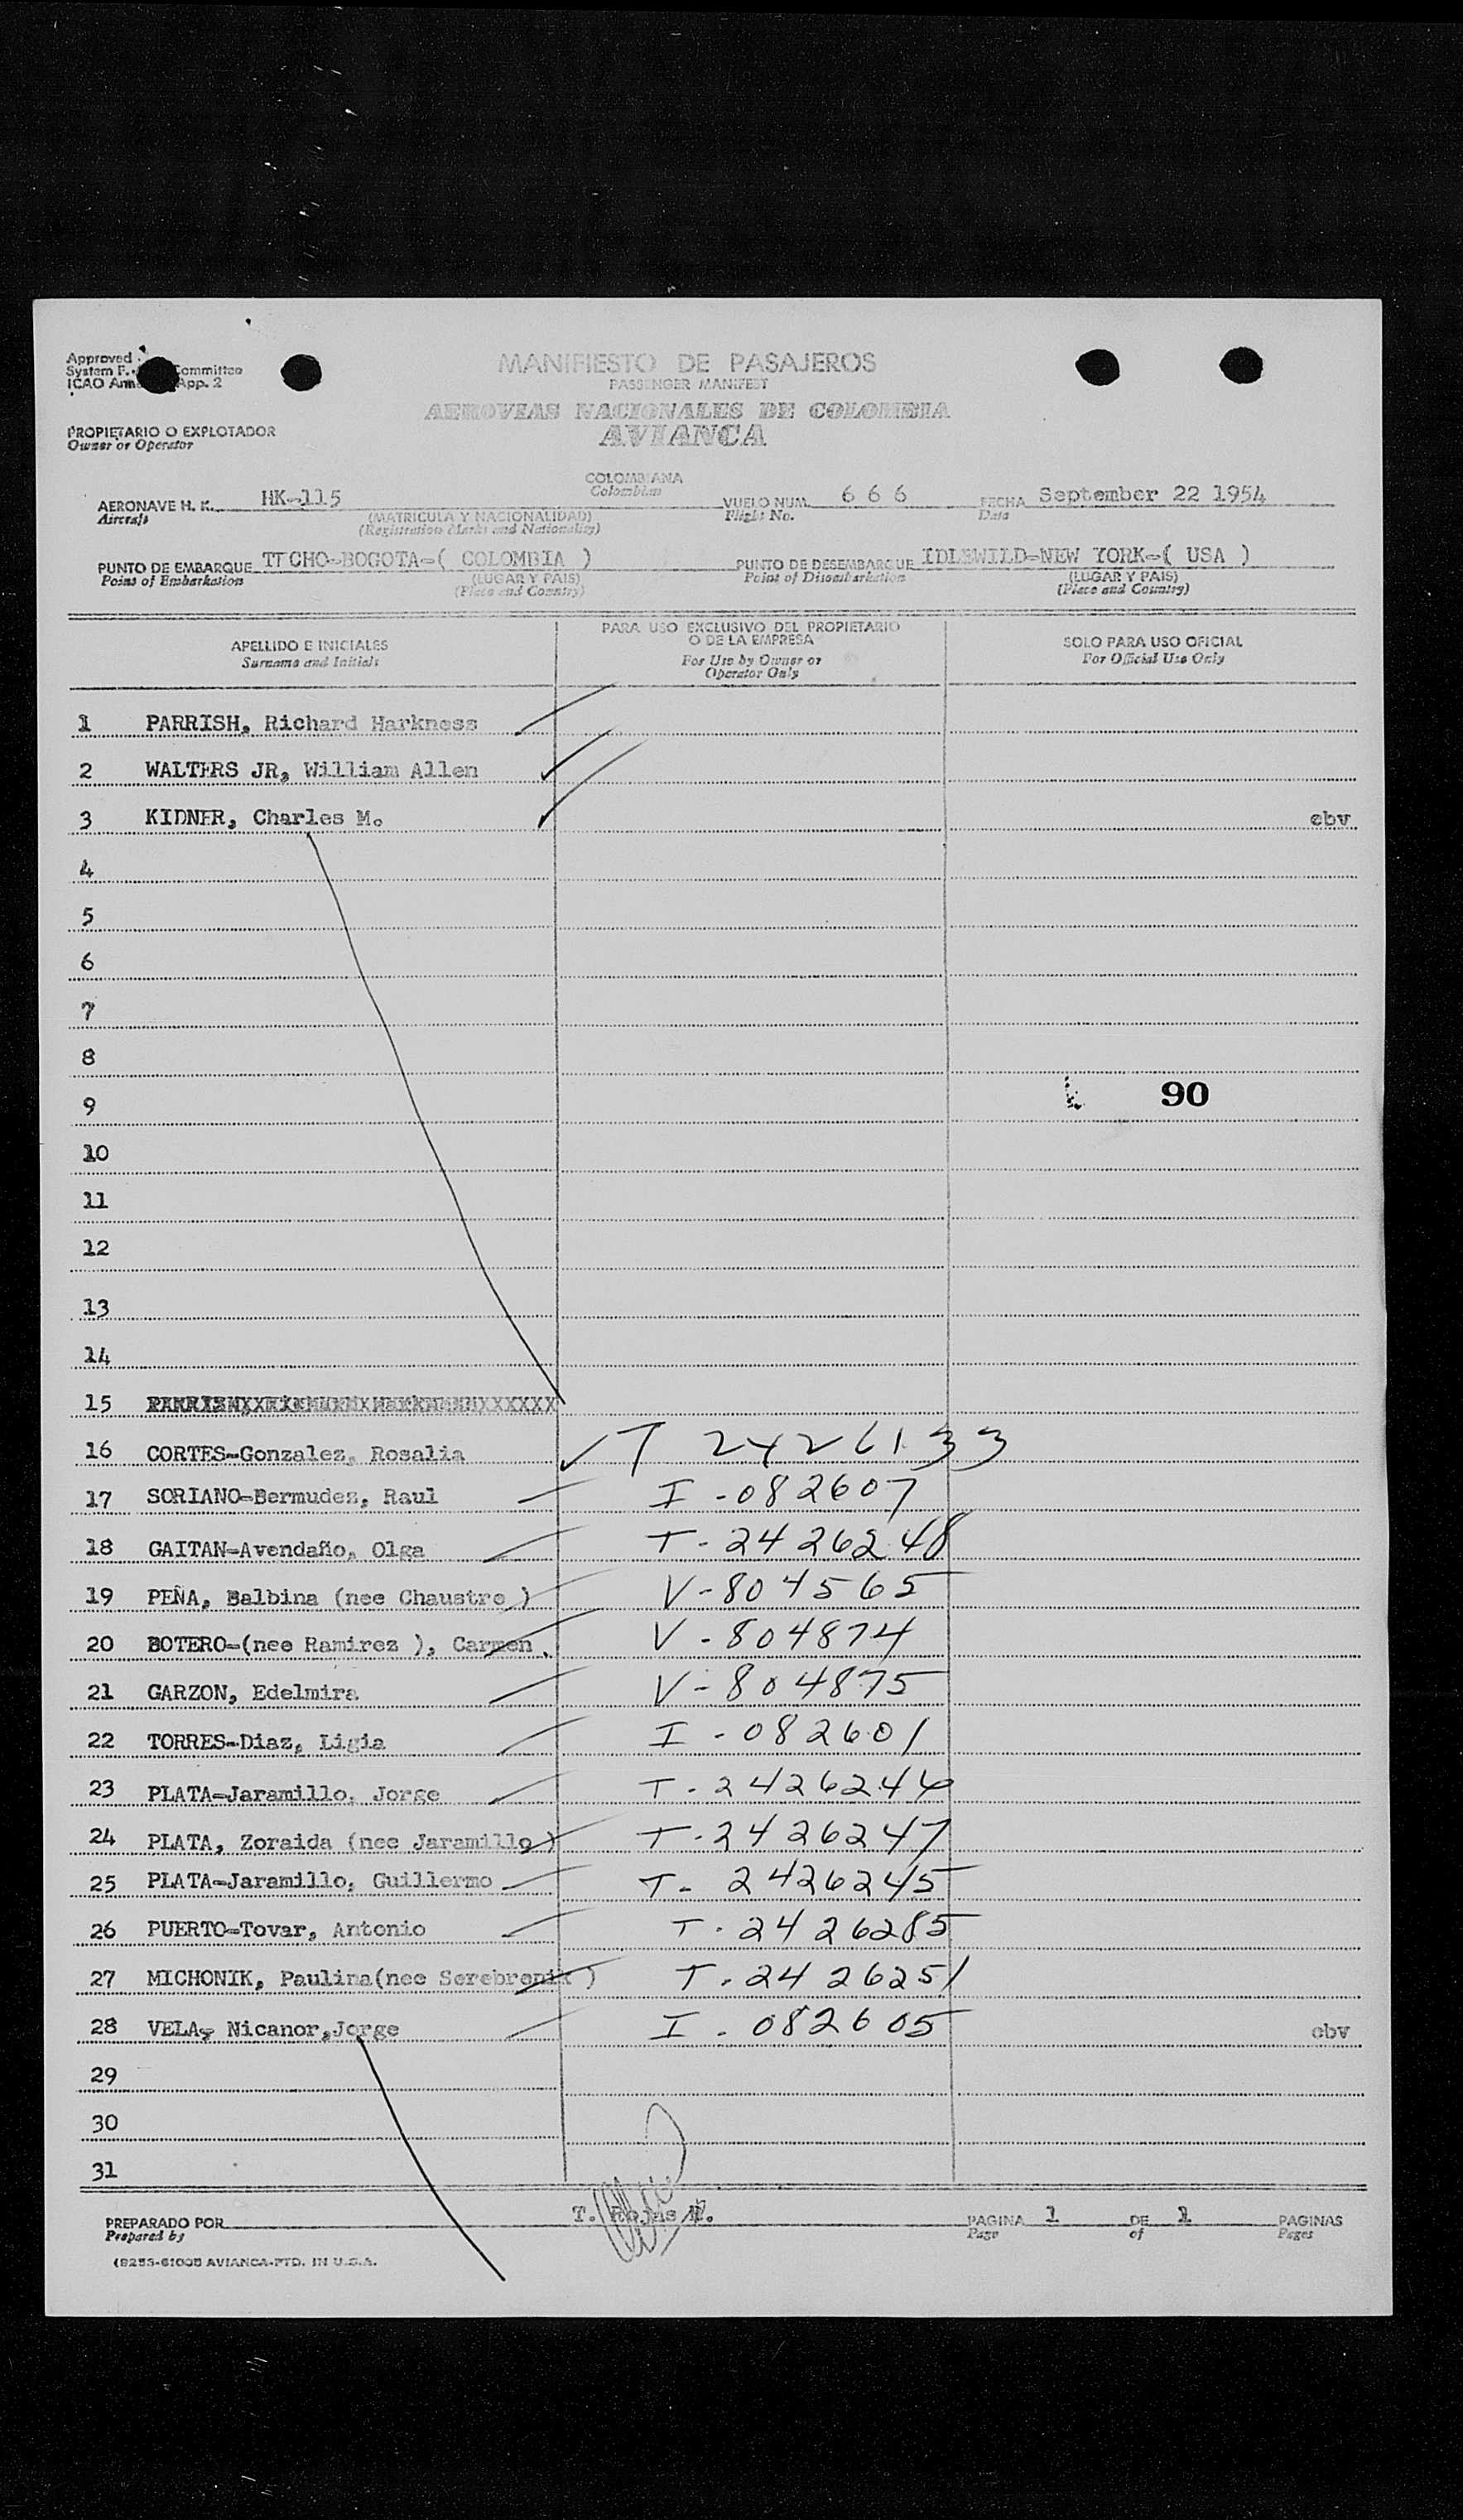 Approved
System F. Committee
ICAO App. 2
MANIFIESTO DE PASAJEROS
PASSENGER MANIFEST
AEROVIAS NACIONALES DE COLOMBIA
AVIANCA
PROPIETARIO O EXPLOTADOR
Owner or Operator
COLOMBIANA
Colombian
AERONAVE H. K. HK-115 VUELO NUM. 6 6 6 FECHA September 22 1954
Aircraft (MATRICULA Y NACIONALIDAD) Flight No. Date
(Registration Marks and Nationality)
PUNTO DE EMBARQUE TTCHO-BOGOTA-( COLOMBIA ) PUNTO DE DESEMBARQUE IDLEWILD-NEW YORK-( USA )
Point of Embarkation (LUGAR Y PAIS) Point of Disembarkation (LUGAR Y PAIS)
(Place and Country) (Place and Country)
APELLIDO E INICIALES
Surname and Initials
PARA USO EXCLUSIVO DEL PROPIETARIO
O DE LA EMPRESA
For Use by Owner or
Operator Only
SOLO PARA USO OFICIAL
For Official Use Only
1 PARRISH, Richard Harkness
2 WALTERS JR, William Allen
3 KIDNER, Charles M. cbv
4
5
6
7
8
90
9
10
11
12
13
14
15
16 CORTES-Gonzalez, Rosalia T 2426133
17 SORIANO-Bermudez, Raul I-082607
18 GAITAN-Avendaño, Olga T-2426248
19 PEÑA, Balbina (nee Chaustre ) V-804565
20 BOTERO-(nee Ramirez ), Carmen. V-804874
21 GARZON, Edelmira V-804875
22 TORRES-Diaz, Ligia I-082601
23 PLATA-Jaramillo, Jorge T-2426246
24 PLATA, Zoraida (nee Jaramillo ) T-2426247
25 PLATA-Jaramillo, Guillermo T-2426245
26 PUERTO-Tovar, Antonio T-2426285
27 MICHONIK, Paulina(nee Serebrenik ) T-2426251
28 VELA, Nicanor,Jorge I-082605 cbv
29
30
31
PREPARADO POR T. Rojas PAGINA 1 DE 1 PAGINAS
Prepared by Page of Pages
(9253-6100B AVIANCA-PTD. IN U.S.A.